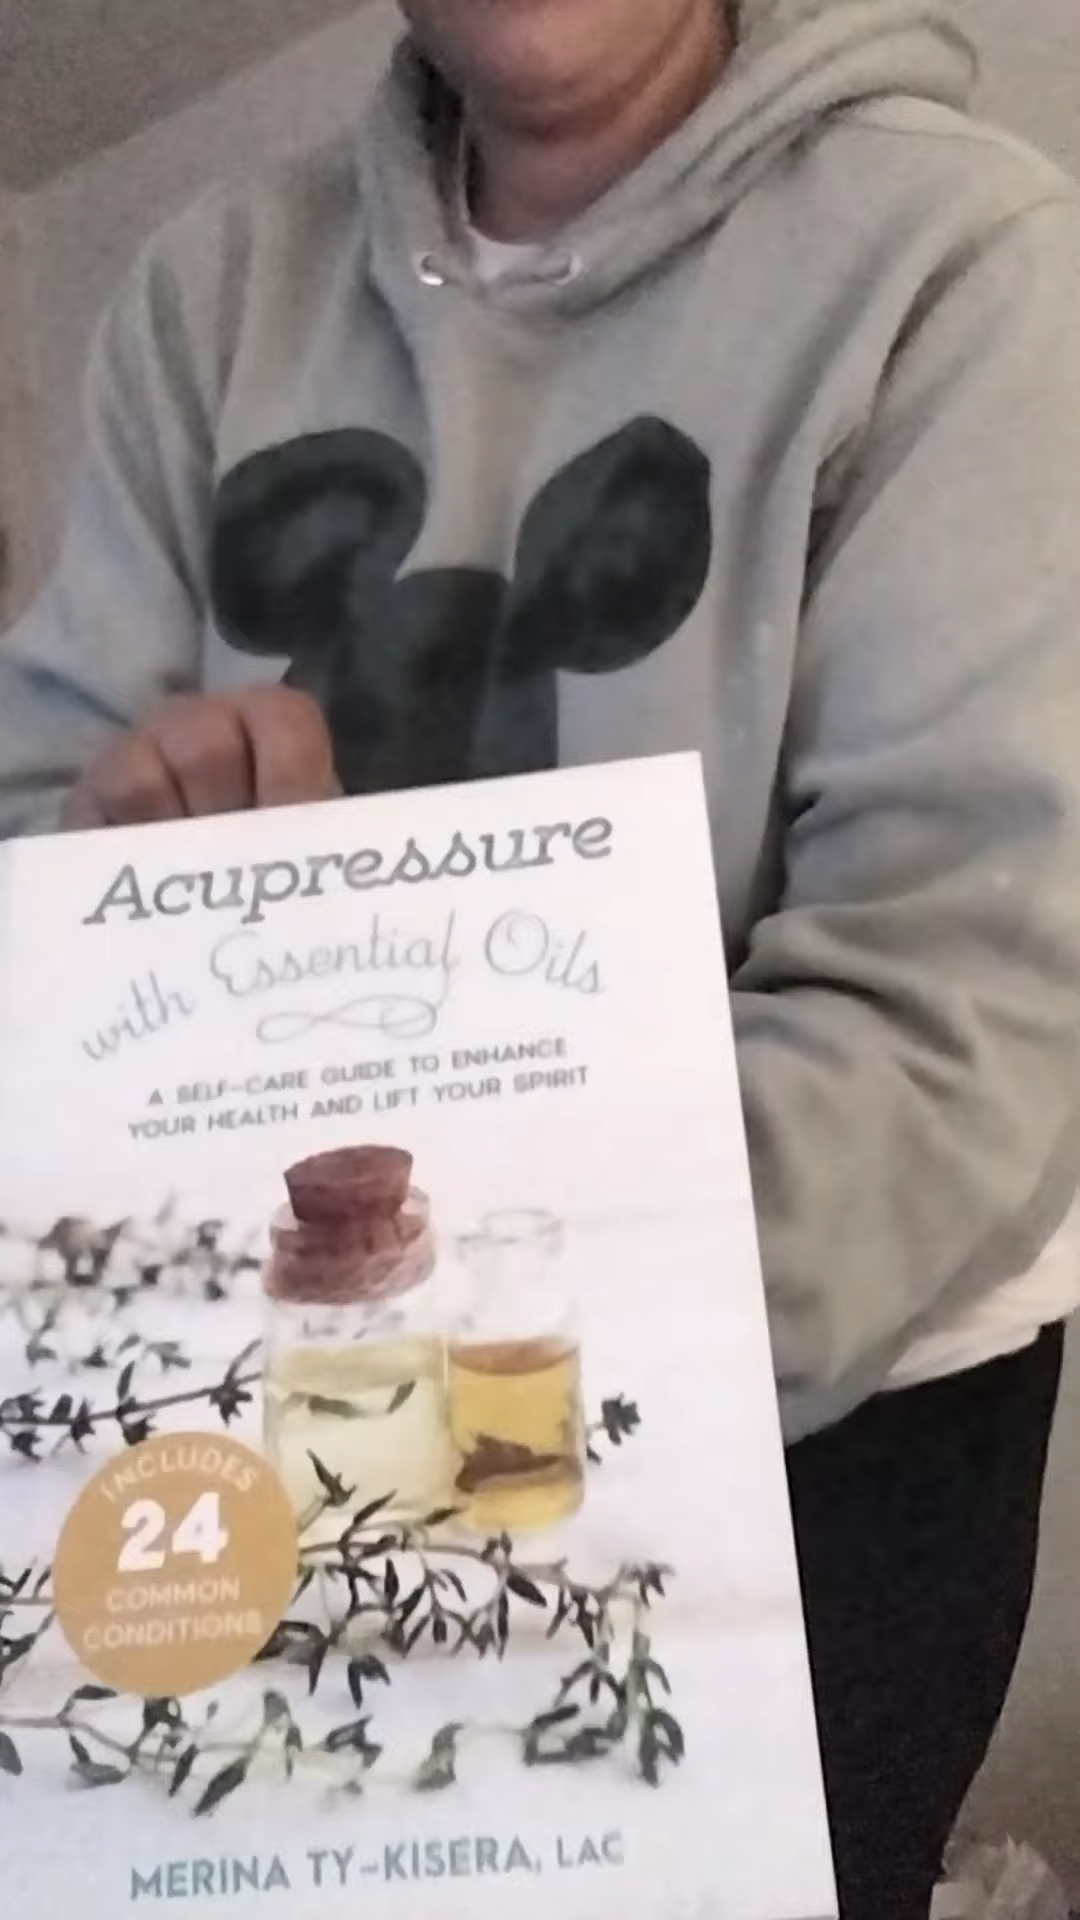 Acupressure
with Essential Oils
A SELF-CARE GUIDE TO ENHANCE
YOUR HEALTH AND LIFT YOUR SPIRIT
INCLUDES
24
COMMON
CONDITIONS
MERINA TY-KISERA, LAC